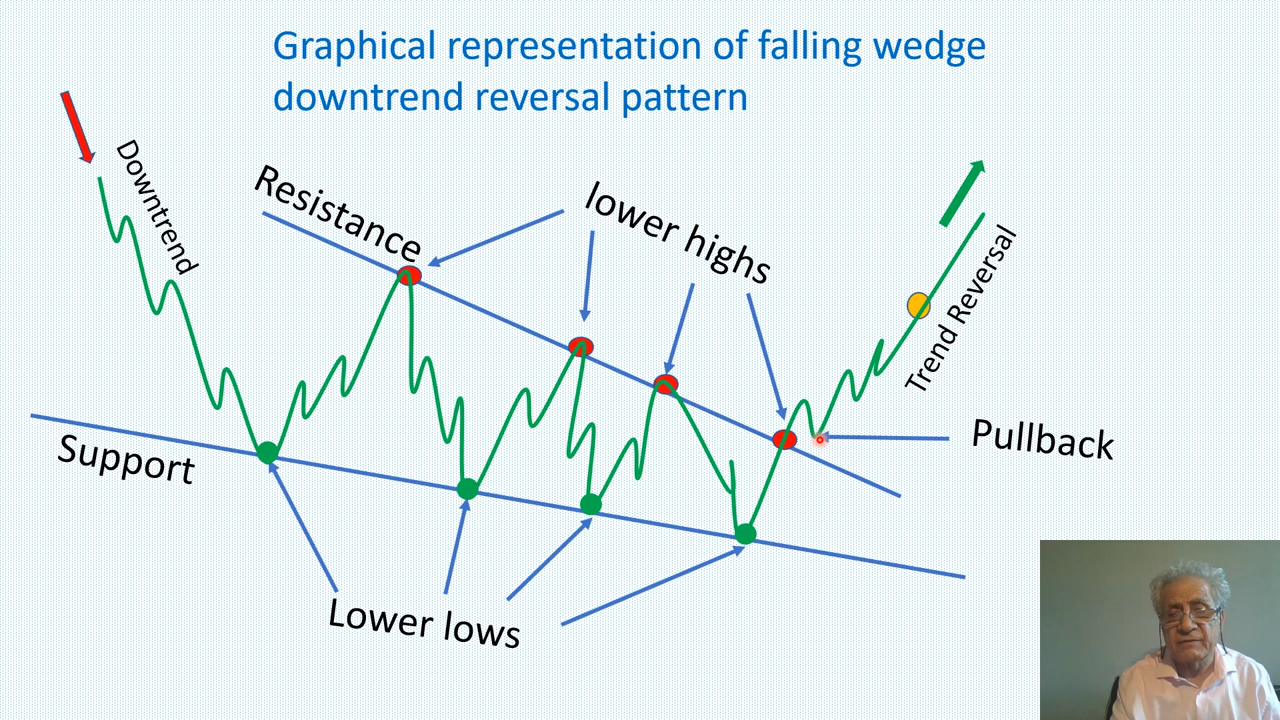 Graphical representation of falling wedge
downtrend reversal pattern
Downtrend
Resistance
lower highs
Trend Reversal
Support
Pullback
Lower lows